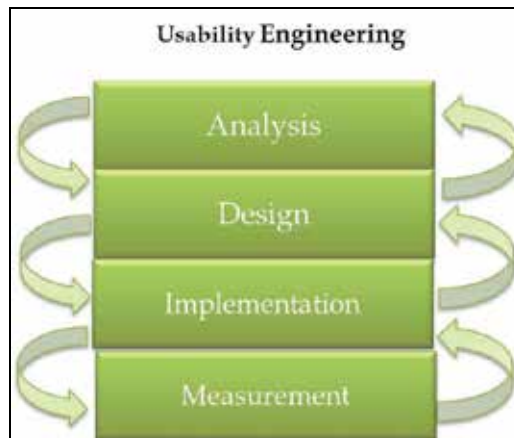 Usability Engineering
Analysis
Design
Implementation
Measurement